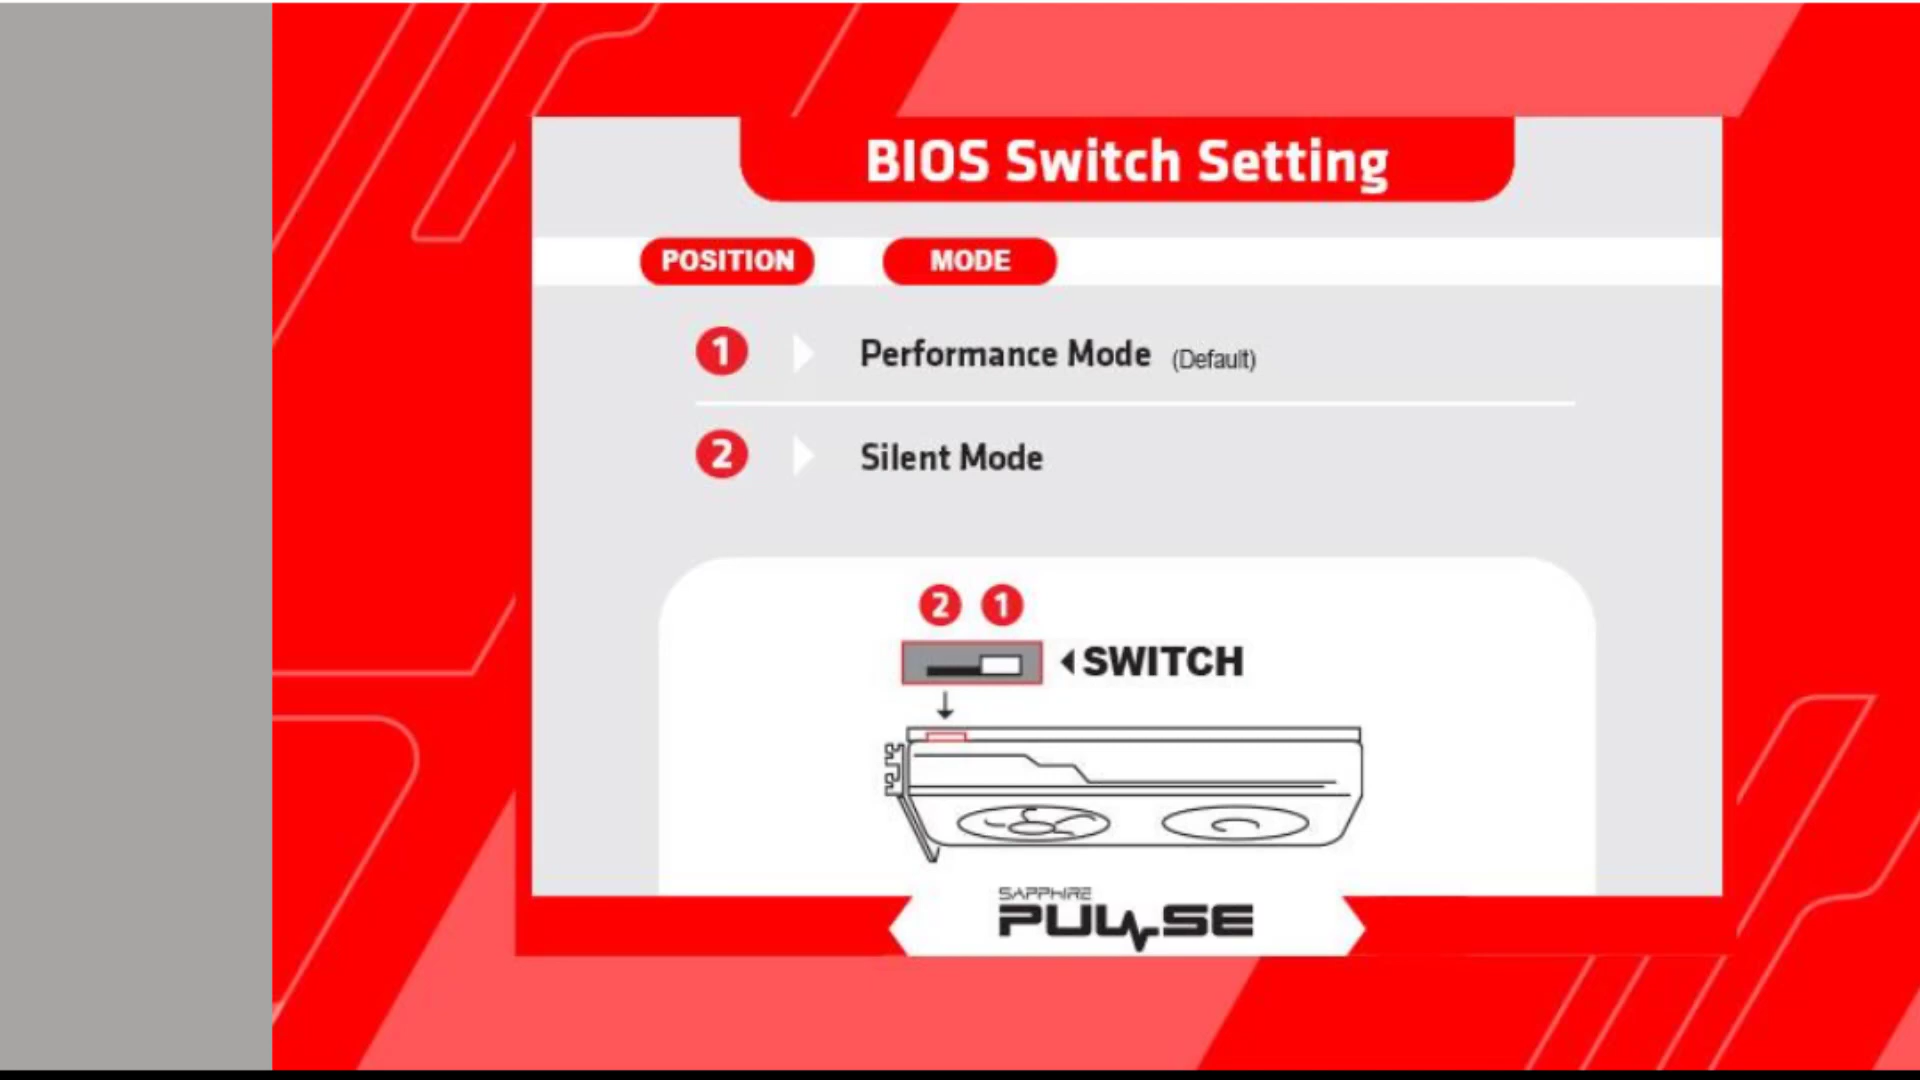 BIOS Switch Setting
POSITION MODE
1 Performance Mode (Default)
2 Silent Mode
2 1
SWITCH
SAPPHIRE
PULSE